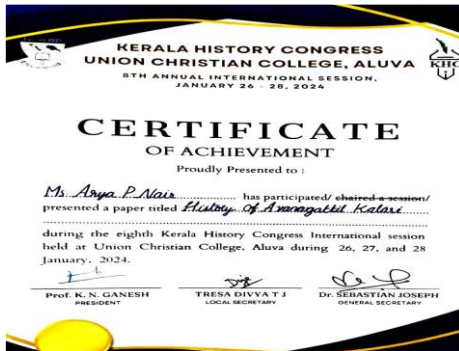 KERALA HISTORY CONGRESS
UNION CHRISTIAN COLLEGE, ALUVA
KHC
8TH ANNUAL INTERNATIONAL SESSION,
JANUARY 26 - 28, 2024
CERTIFICATE
OF ACHIEVEMENT
Proudly Presented to :
Ms. Arya P Nair has participated/ chaired a session/
presented a paper titled History of Avanagattil Kalari
during the eighth Kerala History Congress International session
held at Union Christian College, Aluva during 26, 27, and 28
January, 2024.
Prof. K. N. GANESH
PRESIDENT
TRESA DIVYA T J
LOCAL SECRETARY
Dr. SEBASTIAN JOSEPH
GENERAL SECRETARY